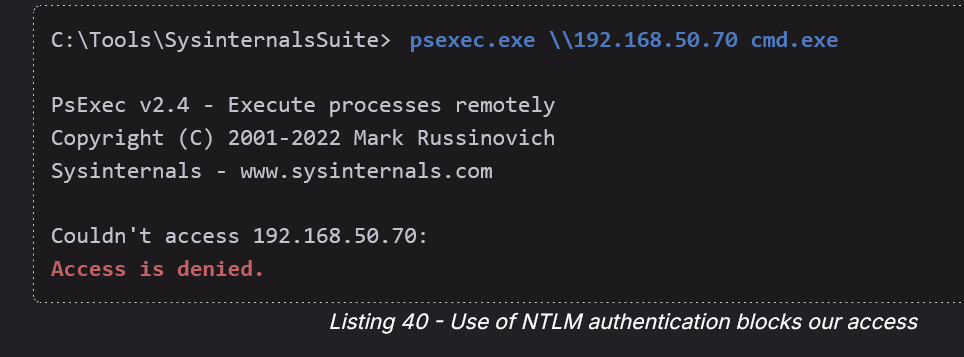 C:\Tools\SysinternalsSuite> psexec.exe \\192.168.50.70 cmd.exe
PsExec v2.4 - Execute processes remotely
Copyright (C) 2001-2022 Mark Russinovich
Sysinternals - www.sysinternals.com
Couldn't access 192.168.50.70:
Access is denied.
Listing 40 - Use of NTLM authentication blocks our access